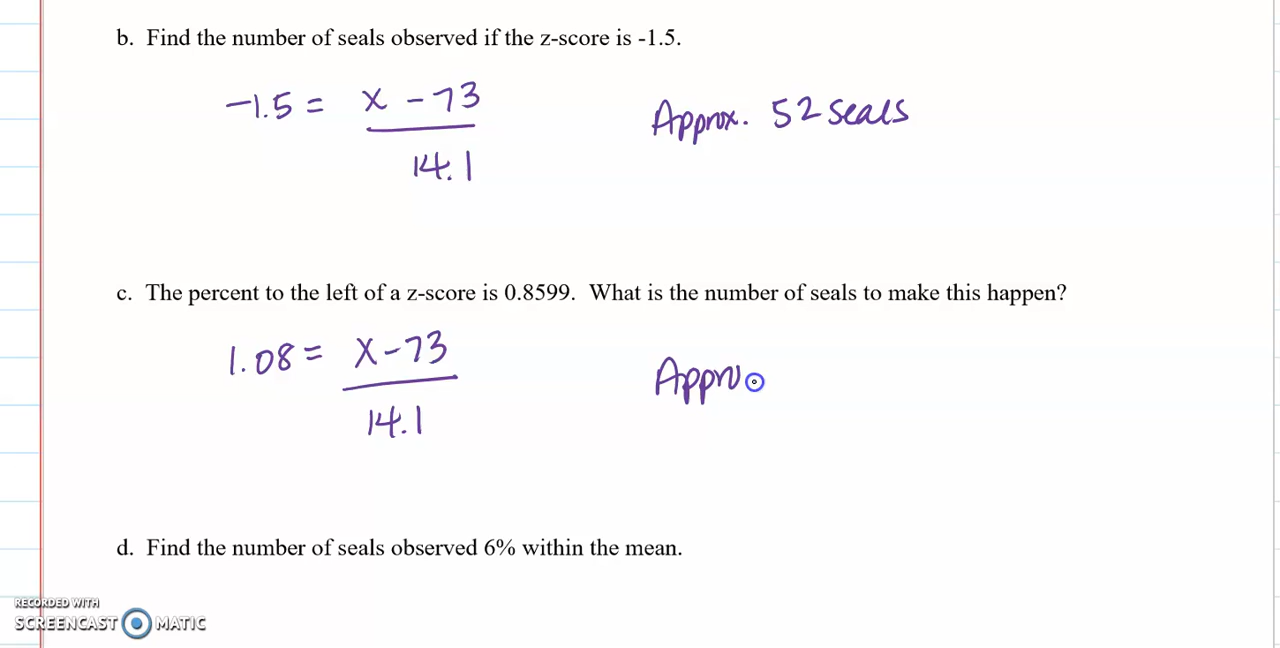 b. Find the number of seals observed if the z-score is -1.5.
-1.5 = x - 73
14.1
Approx. 52 seals
c. The percent to the left of a z-score is 0.8599. What is the number of seals to make this happen?
1.08 = x - 73
14.1
Appro
d. Find the number of seals observed 6% within the mean.
RECORDED WITH
SCREENCAST MATIC